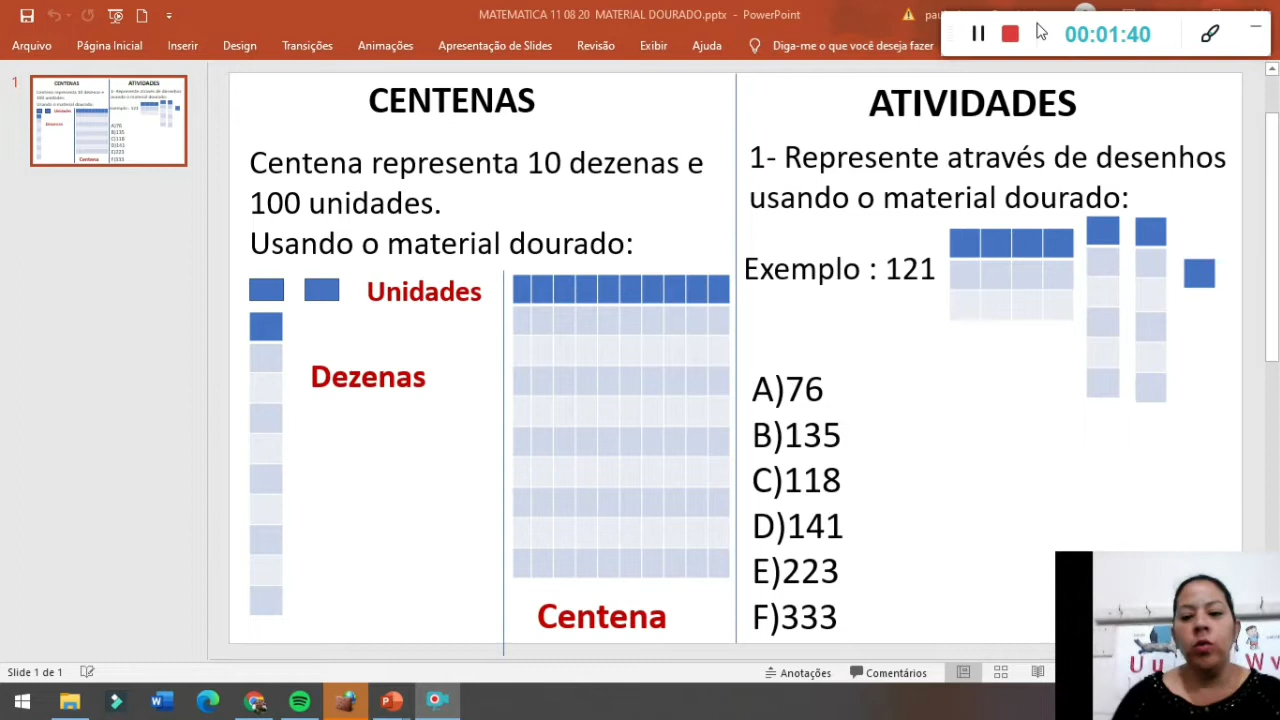 MATEMATICA 11 08 20 MATERIAL DOURADO.pptx - PowerPoint
00:01:40
Arquivo Página Inicial Inserir Design Transições Animações Apresentação de Slides Revisão Exibir Ajuda Diga-me o que você deseja fazer
1
CENTENAS
Centena representa 10 dezenas e
100 unidades.
Usando o material dourado:
Unidades
Dezenas
Centena
ATIVIDADES
1- Represente através de desenhos
usando o material dourado:
Exemplo : 121
A)76
B)135
C)118
D)141
E)223
F)333
U u
W v
Slide 1 de 1
Anotações Comentários